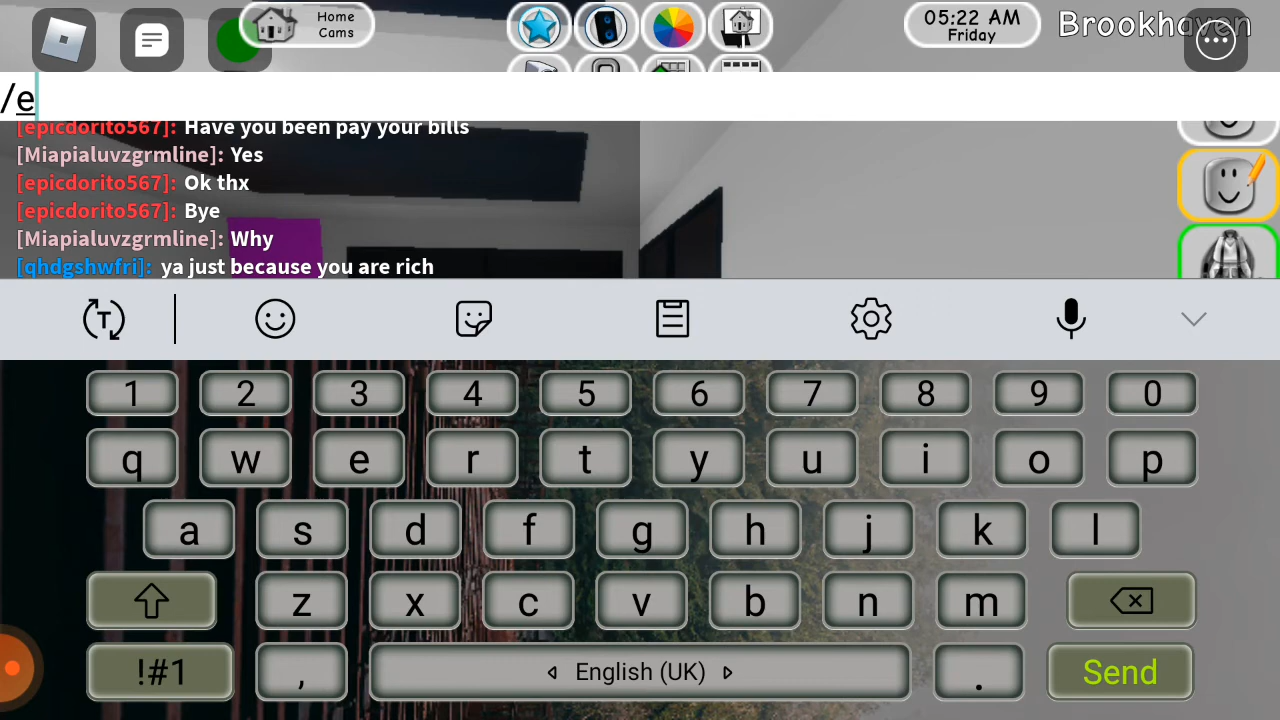 Home
Cams
05:22 AM
Friday
Brookhaven
/e
[epicdorito567]: Have you been pay your bills
[Miapialuvzgrmline]: Yes
[epicdorito567]: Ok thx
[epicdorito567]: Bye
[Miapialuvzgrmline]: Why
[qhdgshwfri]: ya just because you are rich
T
1 2 3 4 5 6 7 8 9 0
q w e r t y u i o p
a s d f g h j k l
z x c v b n m
!#1 , English (UK) . Send